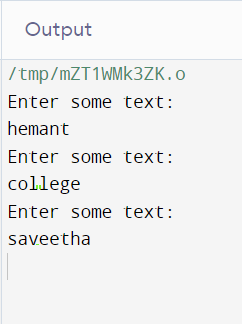 Output
/tmp/mZT1WMk3ZK.o
Enter some text:
hemant
Enter some text:
college
Enter some text:
saveetha